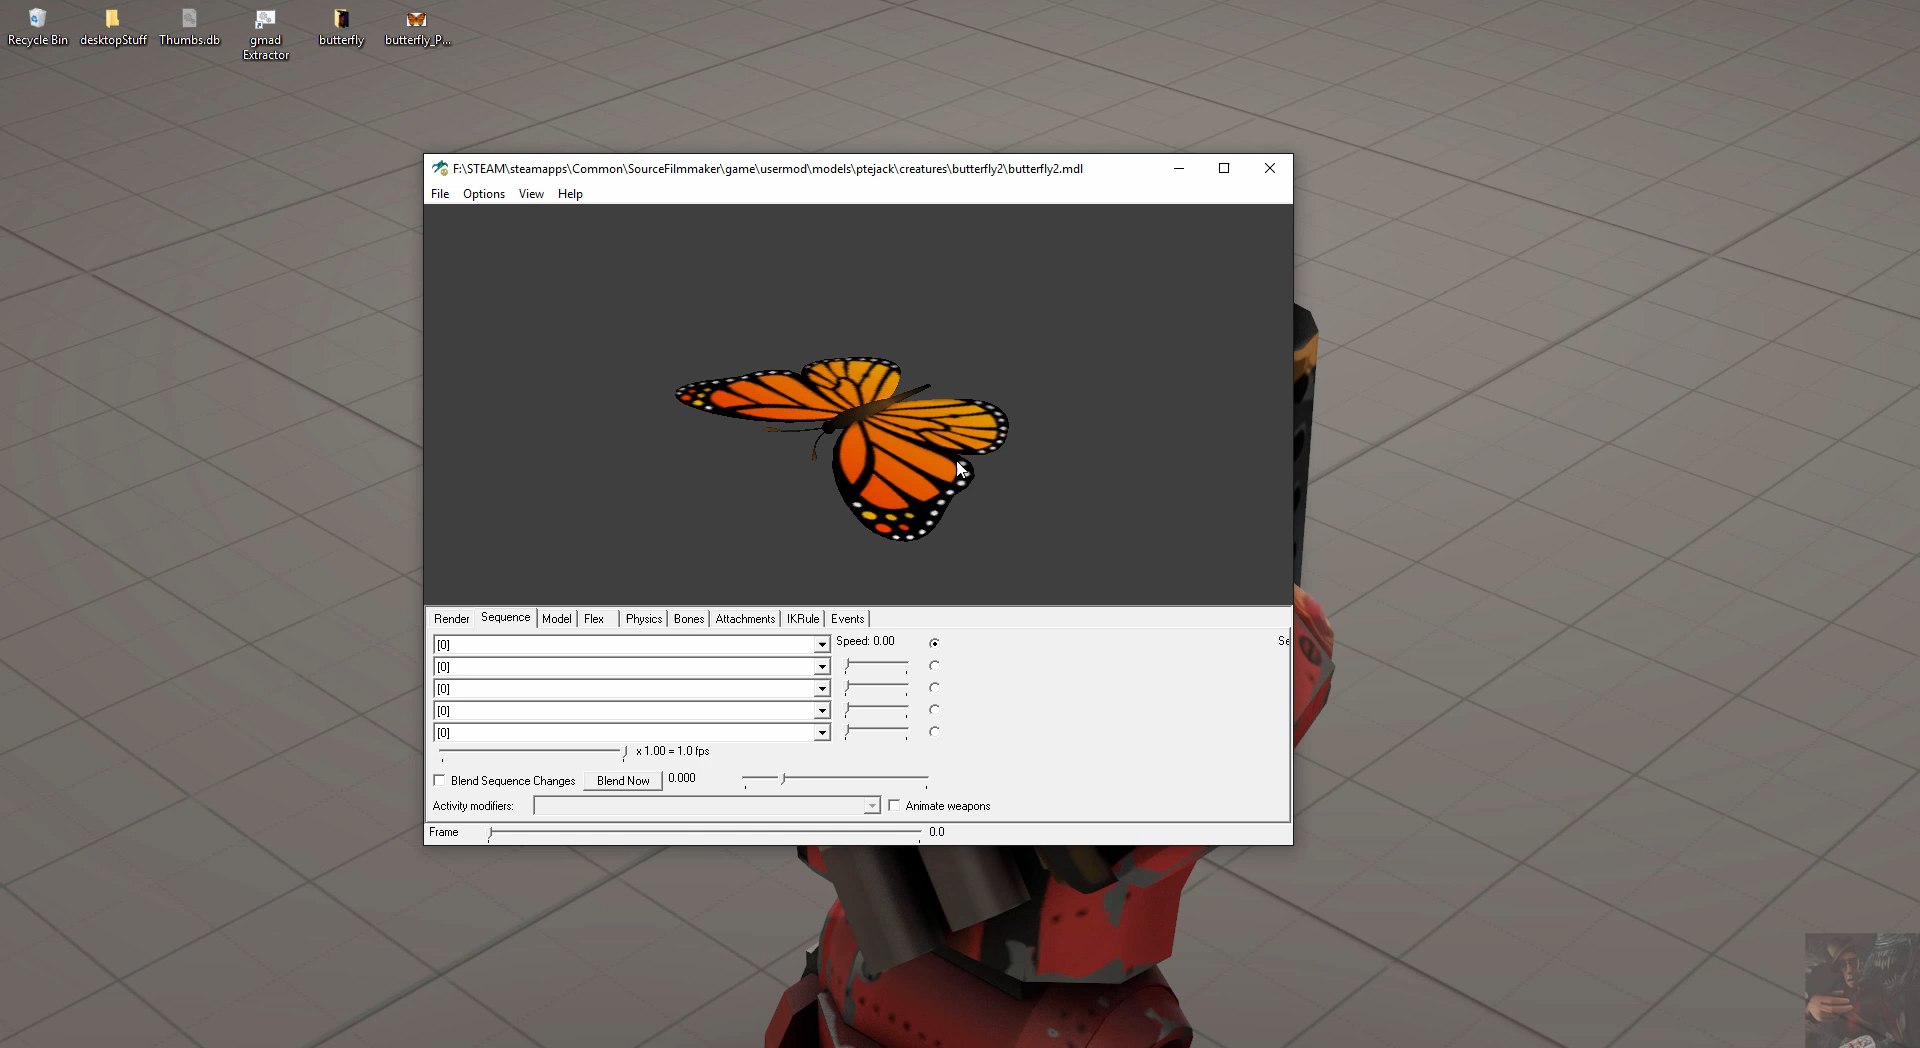 Recycle Bin
desktopStuff
Thumbs.db
gmad
Extractor
butterfly
butterfly_P...
F:\STEAM\steamapps\Common\SourceFilmmaker\game\usermod\models\ptejack\creatures\butterfly2\butterfly2.mdl
File Options View Help
Render Sequence Model Flex Physics Bones Attachments IKRule Events
[0] Speed: 0.00 Se
[0]
[0]
[0]
[0]
x 1.00 = 1.0 fps
Blend Sequence Changes Blend Now 0.000
Activity modifiers: Animate weapons
Frame 0.0